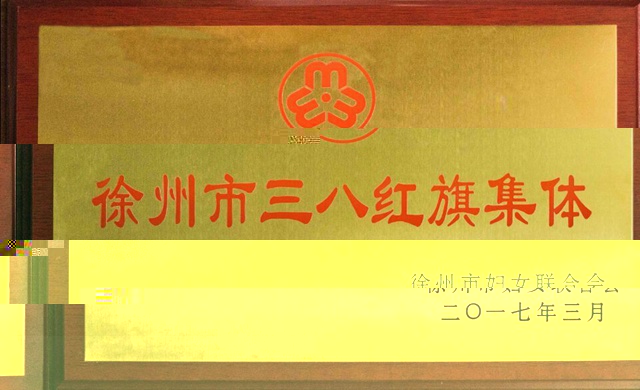 徐州市三八红旗集体
徐州市妇女联合会
二〇一七年三月